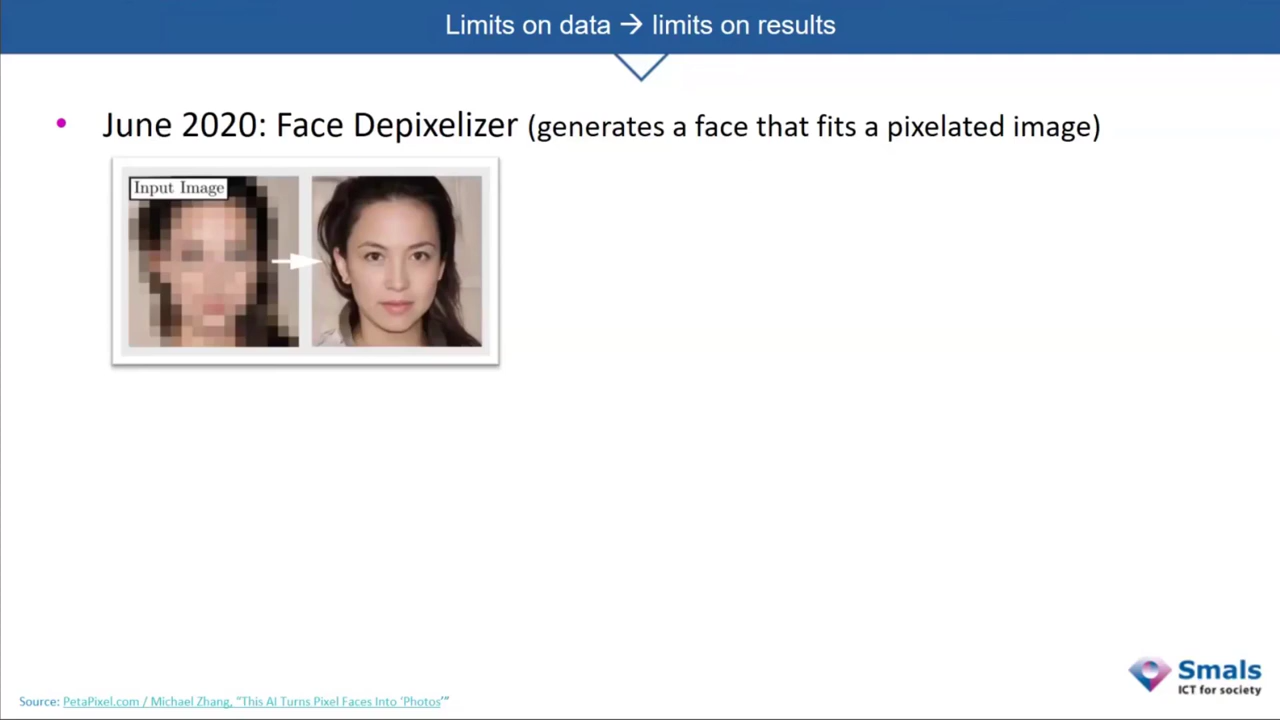 Limits on data → limits on results
• June 2020: Face Depixelizer (generates a face that fits a pixelated image)
Input Image
Smals
ICT for society
Source: PetaPixel.com / Michael Zhang, “This AI Turns Pixel Faces Into ‘Photos’”